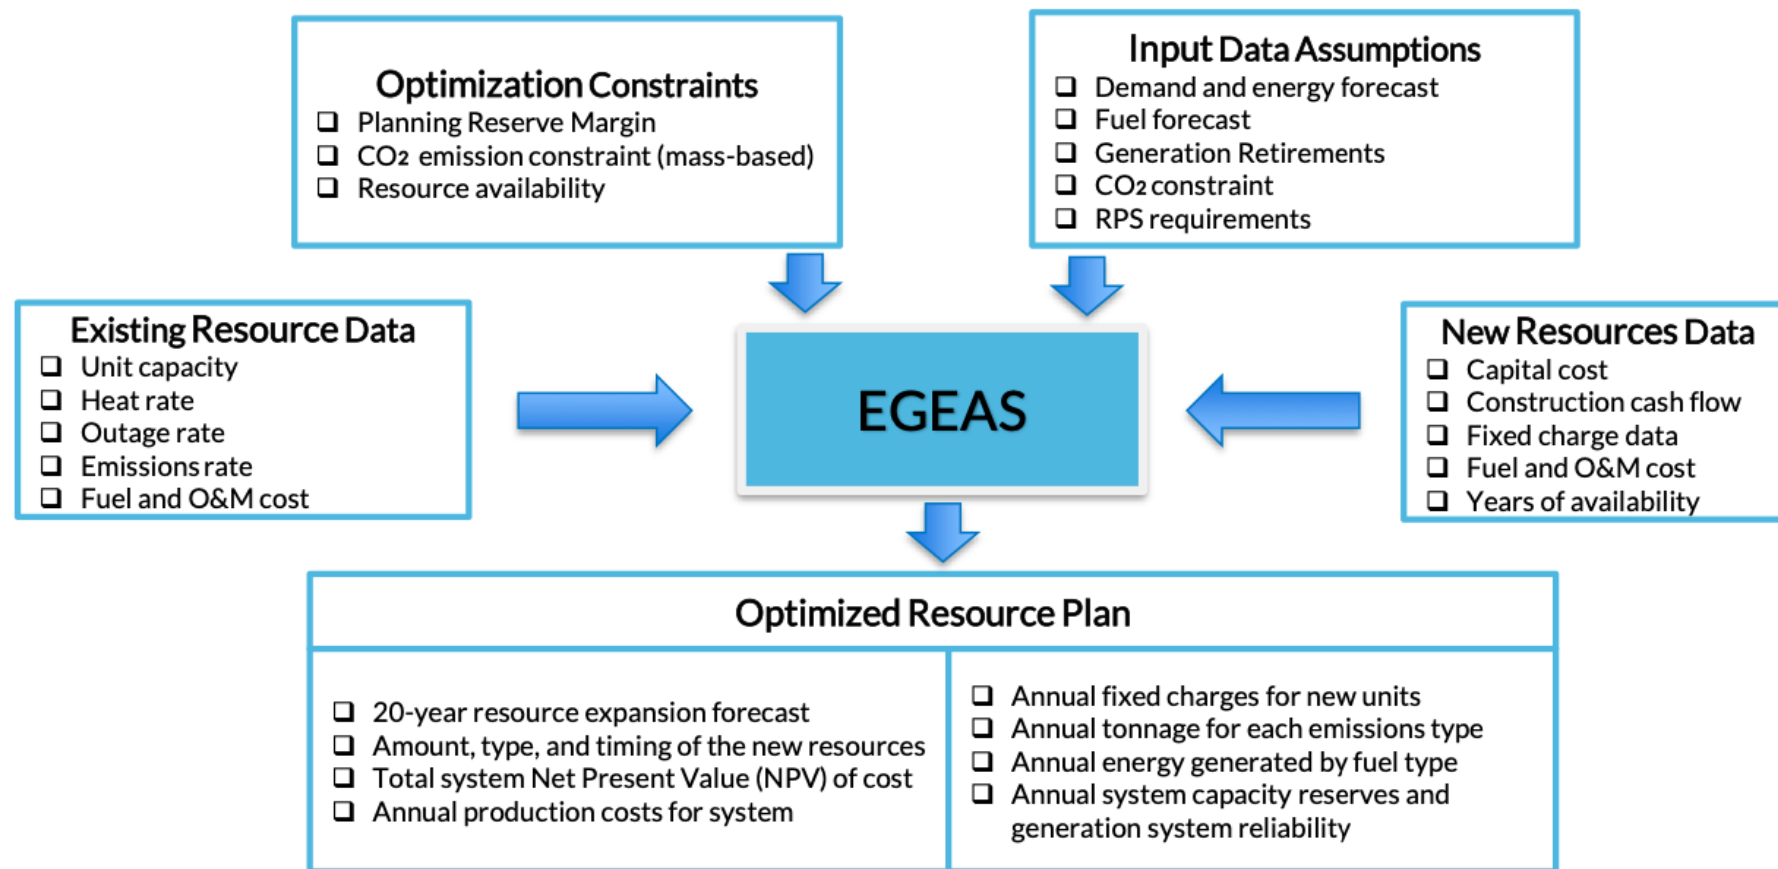 Optimization Constraints
Planning Reserve Margin
CO2 emission constraint (mass-based)
Resource availability
Input Data Assumptions
Demand and energy forecast
Fuel forecast
Generation Retirements
CO2 constraint
RPS requirements
Existing Resource Data
Unit capacity
Heat rate
Outage rate
Emissions rate
Fuel and O&M cost
EGEAS
New Resources Data
Capital cost
Construction cash flow
Fixed charge data
Fuel and O&M cost
Years of availability
Optimized Resource Plan
20-year resource expansion forecast
Amount, type, and timing of the new resources
Total system Net Present Value (NPV) of cost
Annual production costs for system
Annual fixed charges for new units
Annual tonnage for each emissions type
Annual energy generated by fuel type
Annual system capacity reserves and
generation system reliability